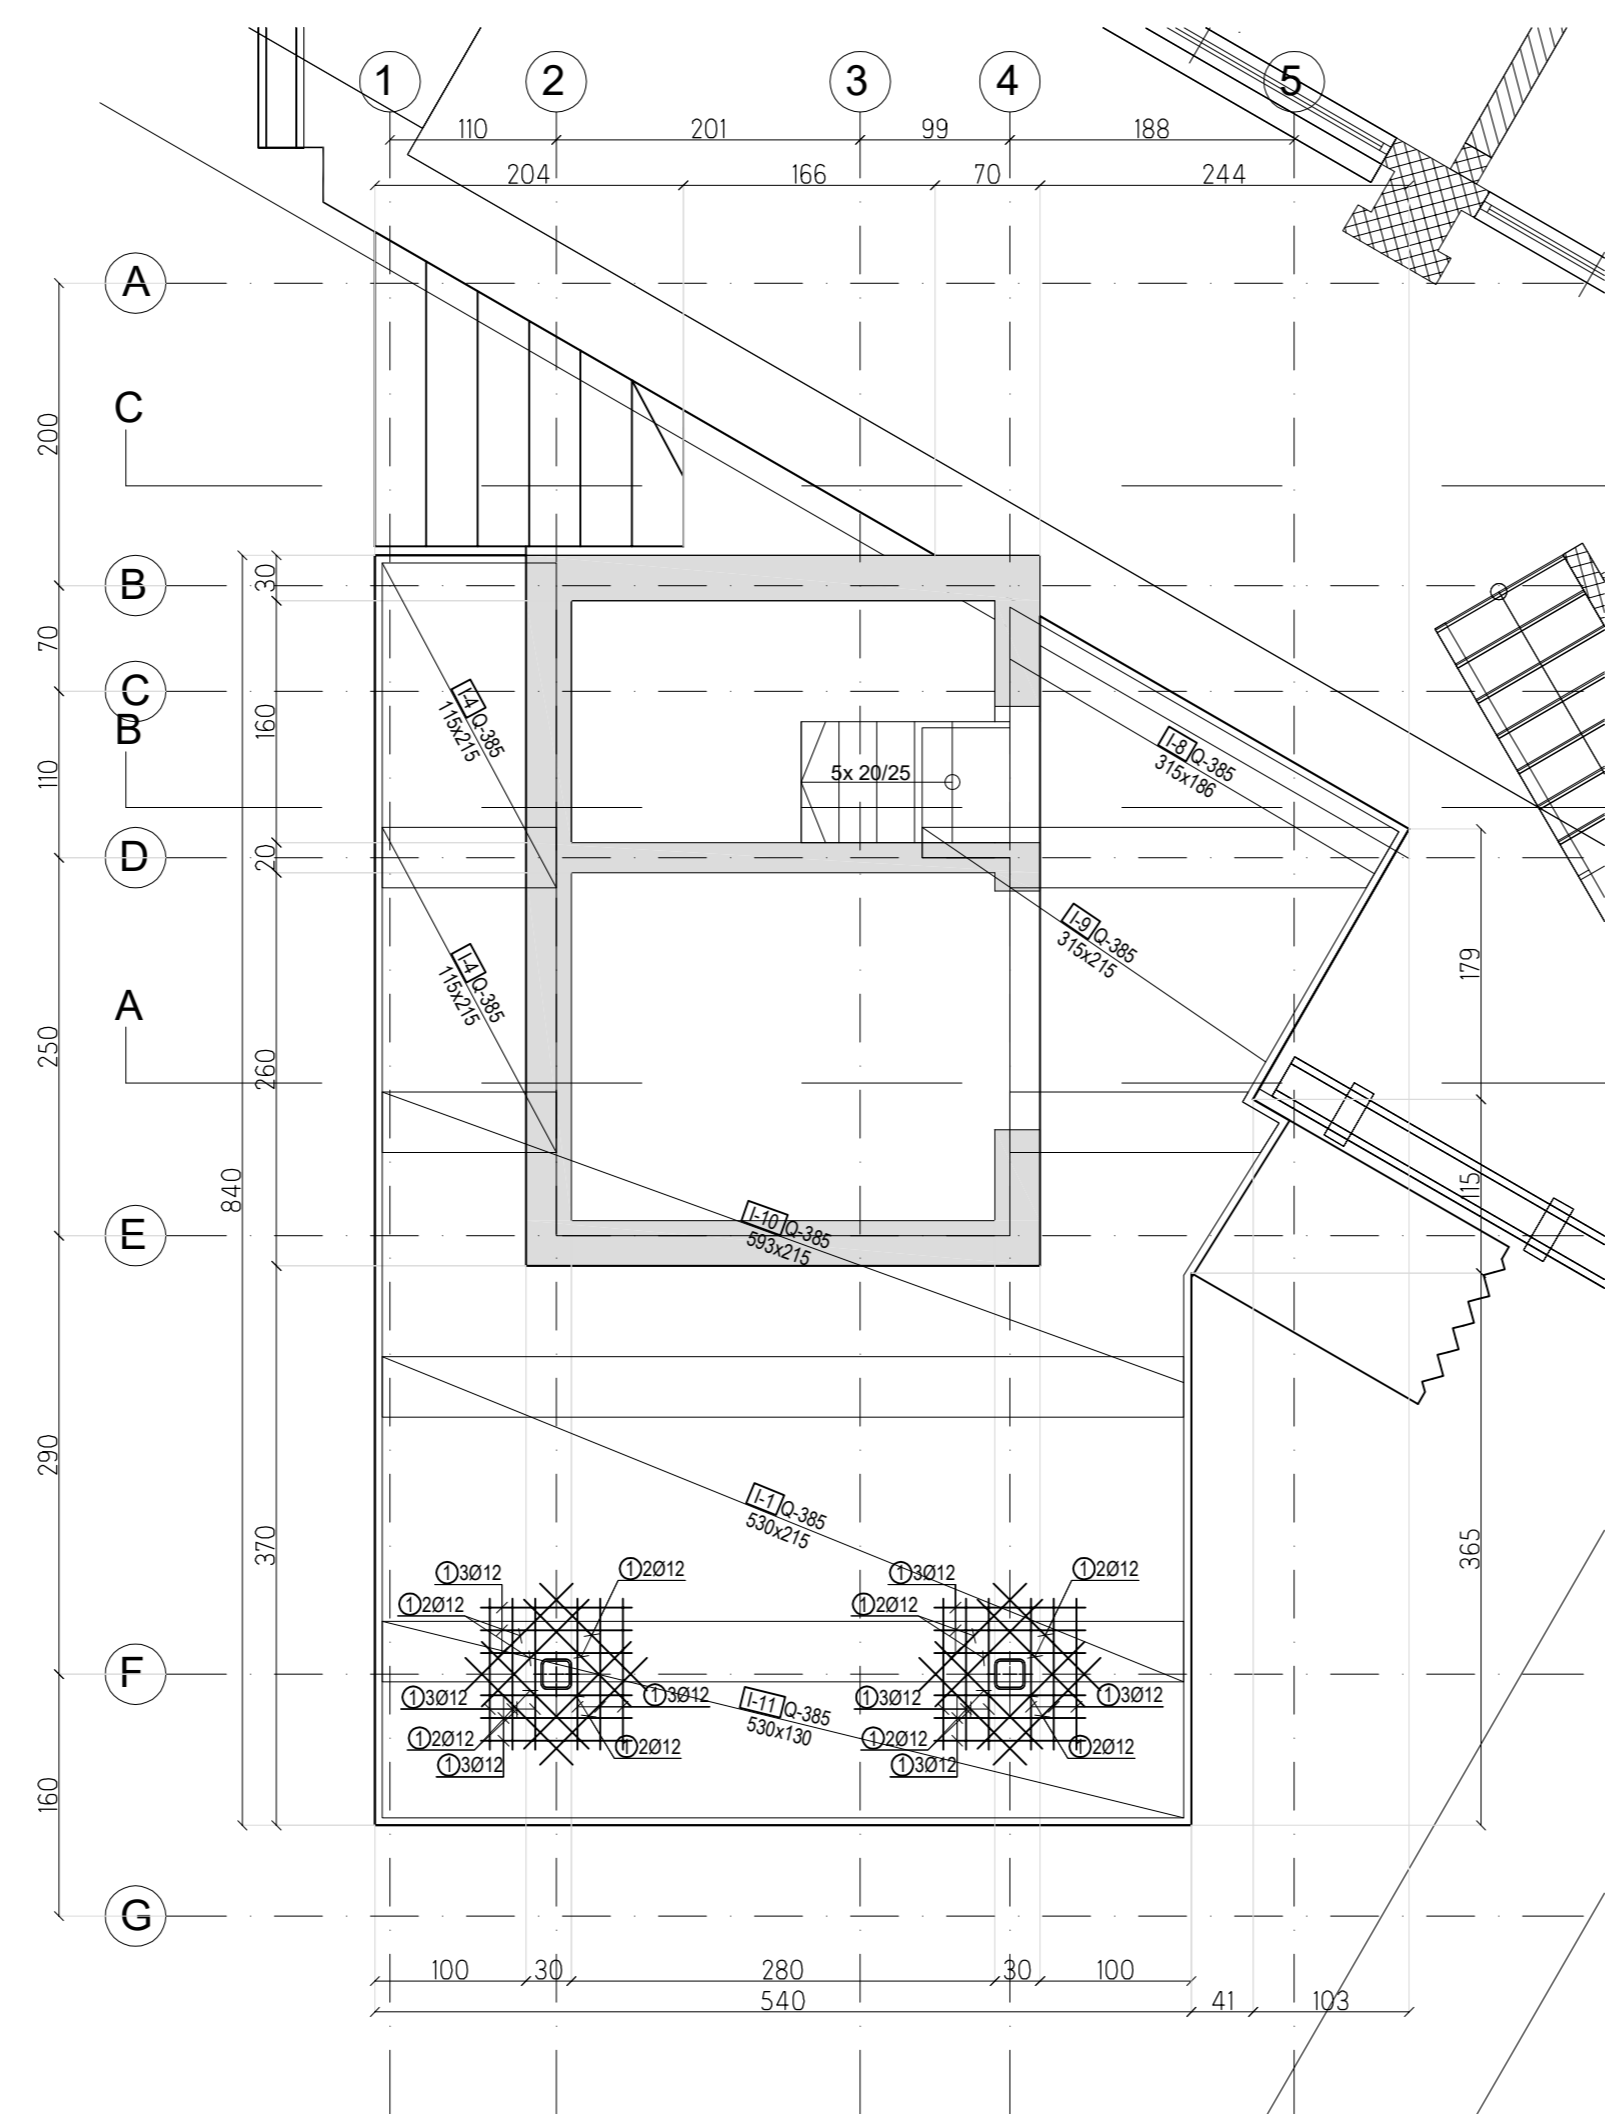 1 2 3 4 5
110 201 99 188
204 166 70 244
A
C
200
B
30
70
C
B
160
110
I-4 Q-385
115x215
I-8 Q-385
315x186
5x 20/25
D
20
I-9 Q-385
315x215
179
I-4 Q-385
115x215
A
250
260
840
115
E
I-10 Q-385
593x215
290
370
365
I-1 Q-385
530x215
1 3Ø12
1 2Ø12
1 3Ø12
1 2Ø12
1 2Ø12
1 2Ø12
F
1 3Ø12
1 3Ø12
I-11 Q-385
530x130
1 3Ø12
1 3Ø12
1 2Ø12
1 2Ø12
1 2Ø12
1 2Ø12
1 3Ø12
1 3Ø12
160
G
100 30 280 30 100
540 41 103